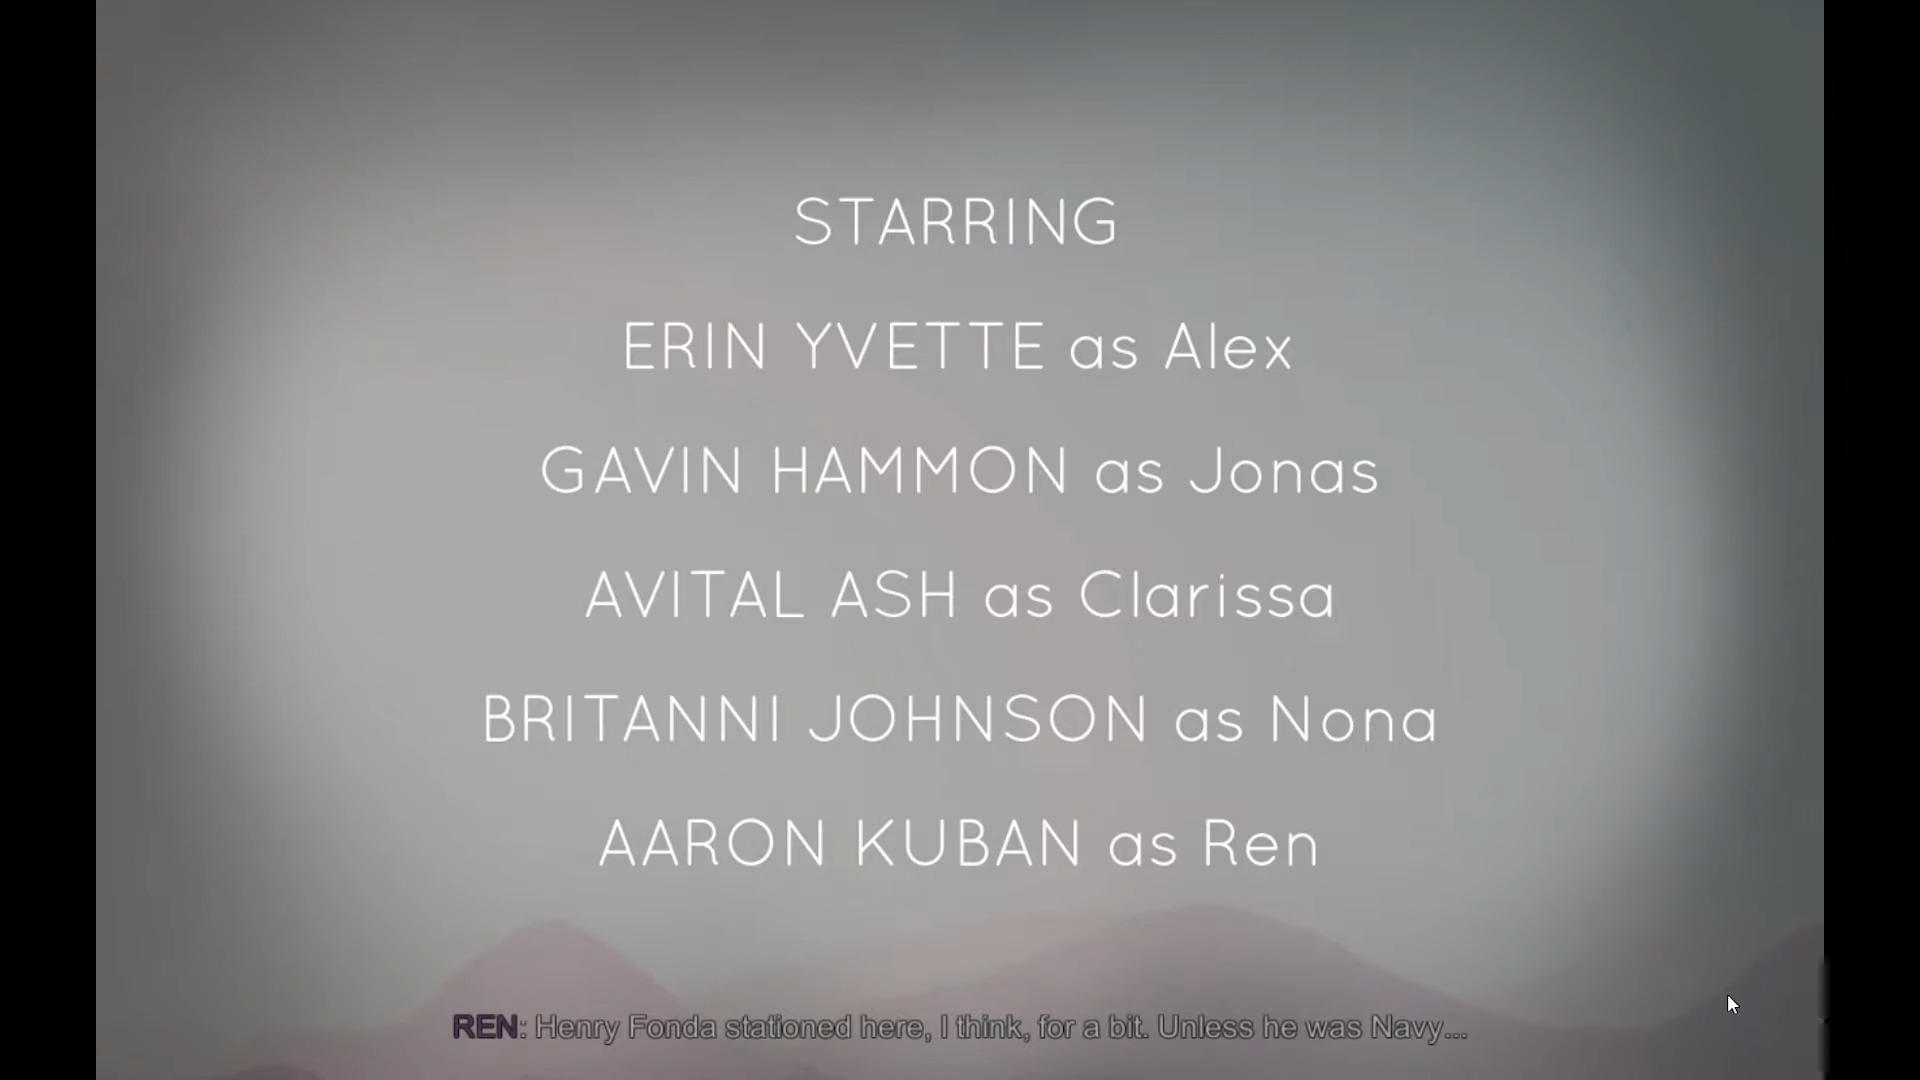 STARRING
ERIN YVETTE as Alex
GAVIN HAMMON as Jonas
AVITAL ASH as Clarissa
BRITANNI JOHNSON as Nona
AARON KUBAN as Ren
REN: Henry Fonda stationed here, I think, for a bit. Unless he was Navy...